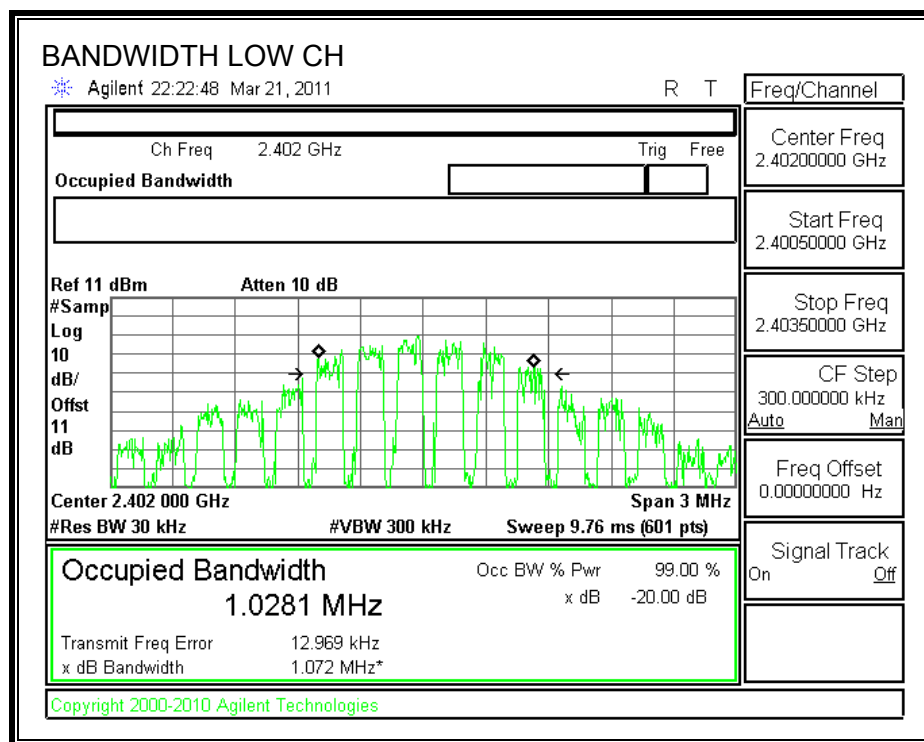 BANDWIDTH LOW CH
Agilent 22:22:48 Mar 21, 2011 R T
Ch Freq 2.402 GHz Trig Free
Occupied Bandwidth
Ref 11 dBm Atten 10 dB
#Samp
Log
10
dB/
Offst
11
dB
Center 2.402 000 GHz Span 3 MHz
#Res BW 30 kHz #VBW 300 kHz Sweep 9.76 ms (601 pts)
Occupied Bandwidth Occ BW % Pwr 99.00 %
1.0281 MHz x dB -20.00 dB
Transmit Freq Error 12.969 kHz
x dB Bandwidth 1.072 MHz*
Copyright 2000-2010 Agilent Technologies
Freq/Channel
Center Freq
2.40200000 GHz
Start Freq
2.40050000 GHz
Stop Freq
2.40350000 GHz
CF Step
300.000000 kHz
Auto Man
Freq Offset
0.00000000 Hz
Signal Track
On Off